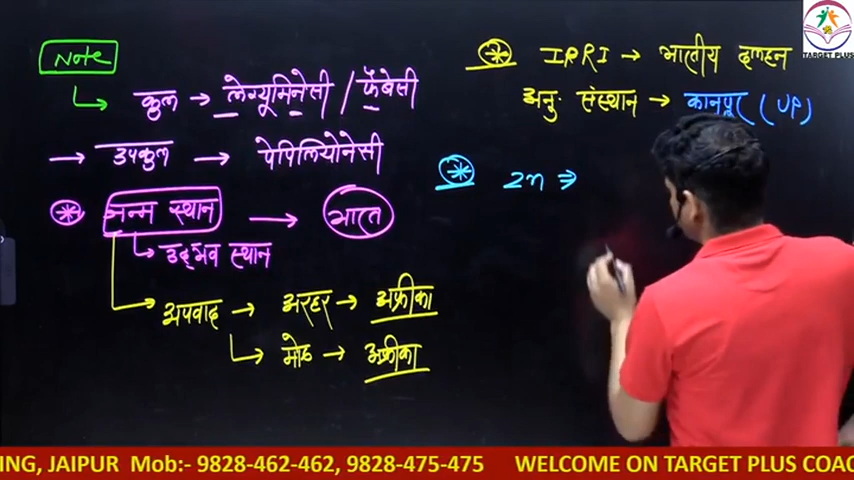 Note
कुल → लेग्यूमिनेसी / फैबेसी
→ उपकुल → पेपिलियोनेसी
जन्म स्थान → भारत
उद्भव स्थान
अपवाद → अरहर → अफ्रीका
मोठ → अफ्रीका
IPRI → भारतीय दलहन
अनु. संस्थान → कानपूर (UP)
2n ⇒
TARGET PLUS
ING, JAIPUR Mob:- 9828-462-462, 9828-475-475 WELCOME ON TARGET PLUS COAC